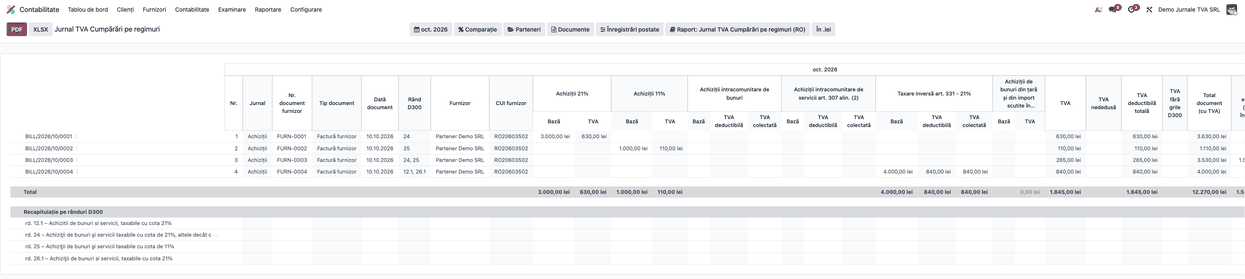 Contabilitate Tablou de bord Clienți Furnizori Contabilitate Examinare Raportare Configurare Demo Jurnale TVA SRL
PDF XLSX Jurnal TVA Cumpărări pe regimuri oct. 2026 Comparație Parteneri Documente Înregistrări postate Raport: Jurnal TVA Cumpărări pe regimuri (RO) În .lei
oct. 2026
Nr. Jurnal Nr. document furnizor Tip document Dată document Rând D300 Furnizor CUI furnizor Achiziții 21% Achiziții 11% Achiziții intracomunitare de bunuri Achiziții intracomunitare de servicii art. 307 alin. (2) Taxare inversă art. 331 - 21% Achiziții de bunuri din țară și din import scutite în... TVA TVA nededusă TVA deductibilă totală TVA fără grile D300 Total document (cu TVA)
Bază TVA Bază TVA Bază TVA deductibilă TVA colectată Bază TVA deductibilă TVA colectată Bază TVA deductibilă TVA colectată Bază TVA
BILL/2026/10/0001 1 Achiziții FURN-0001 Factură furnizor 10.10.2026 24 Partener Demo SRL RO20603502 3.000,00 lei 630,00 lei 630,00 lei 630,00 lei 3.630,00 lei
BILL/2026/10/0002 2 Achiziții FURN-0002 Factură furnizor 10.10.2026 25 Partener Demo SRL RO20603502 1.000,00 lei 110,00 lei 110,00 lei 110,00 lei 1.110,00 lei
BILL/2026/10/0003 3 Achiziții FURN-0003 Factură furnizor 10.10.2026 24, 25 Partener Demo SRL RO20603502 265,00 lei 265,00 lei 3.530,00 lei 1.5
BILL/2026/10/0004 4 Achiziții FURN-0004 Factură furnizor 10.10.2026 12.1, 26.1 Partener Demo SRL RO20603502 4.000,00 lei 840,00 lei 840,00 lei 840,00 lei 840,00 lei 4.000,00 lei
Total 3.000,00 lei 630,00 lei 1.000,00 lei 110,00 lei 4.000,00 lei 840,00 lei 840,00 lei 0,00 lei 1.845,00 lei 1.845,00 lei 12.270,00 lei 1.5
Recapitulație pe rânduri D300
rd. 12.1 – Achizitii de bunuri si servicii, taxabile cu cota 21%
rd. 24 – Achiziții de bunuri și servicii taxabile cu cota de 21%, altele decât c...
rd. 25 – Achiziții de bunuri și servicii taxabile cu cota de 11%
rd. 26.1 – Achizitii de bunuri si servicii, taxabile cu cota 21%